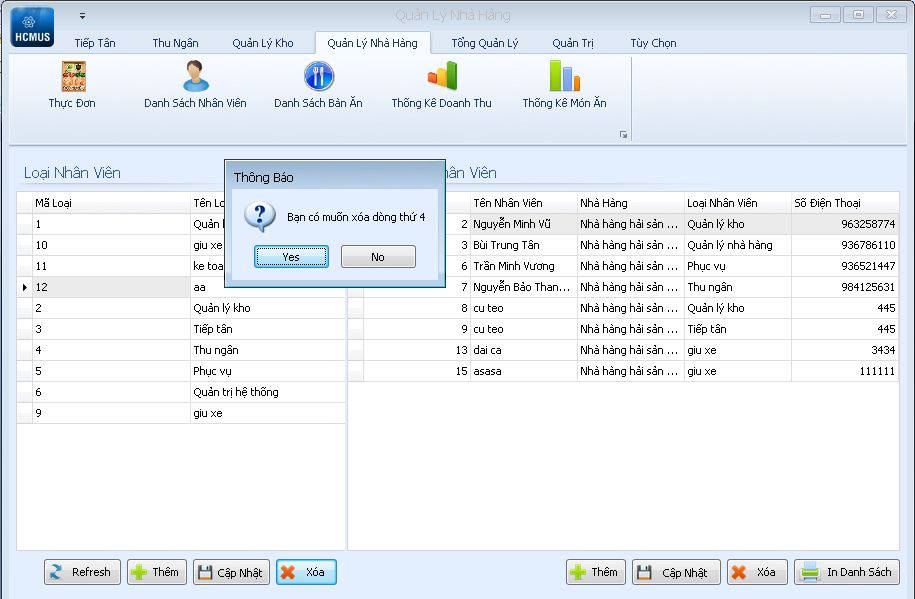 Quản Lý Nhà Hàng
HCMUS
Tiếp Tân Thu Ngân Quản Lý Kho Quản Lý Nhà Hàng Tổng Quản Lý Quản Trị Tùy Chọn
Thực Đơn Danh Sách Nhân Viên Danh Sách Bàn Ăn Thống Kê Doanh Thu Thống Kê Món Ăn
Loại Nhân Viên
Mã Loại Tên Lo
1 Quản l
10 giu xe
11 ke toa
12 aa
2 Quản lý kho
3 Tiếp tân
4 Thu ngân
5 Phục vụ
6 Quản trị hệ thống
9 giu xe
Thông Báo
Bạn có muốn xóa dòng thứ 4
Yes No
hân Viên
Tên Nhân Viên Nhà Hàng Loại Nhân Viên Số Điện Thoại
2 Nguyễn Minh Vũ Nhà hàng hải sản ... Quản lý kho 963258774
3 Bùi Trung Tân Nhà hàng hải sản ... Quản lý nhà hàng 936786110
6 Trần Minh Vương Nhà hàng hải sản ... Phục vụ 936521447
7 Nguyễn Bảo Than... Nhà hàng hải sản ... Thu ngân 984125631
8 cu teo Nhà hàng hải sản ... Quản lý kho 445
9 cu teo Nhà hàng hải sản ... Tiếp tân 445
13 dai ca Nhà hàng hải sản ... giu xe 3434
15 asasa Nhà hàng hải sản ... giu xe 111111
Refresh Thêm Cập Nhật Xóa Thêm Cập Nhật Xóa In Danh Sách